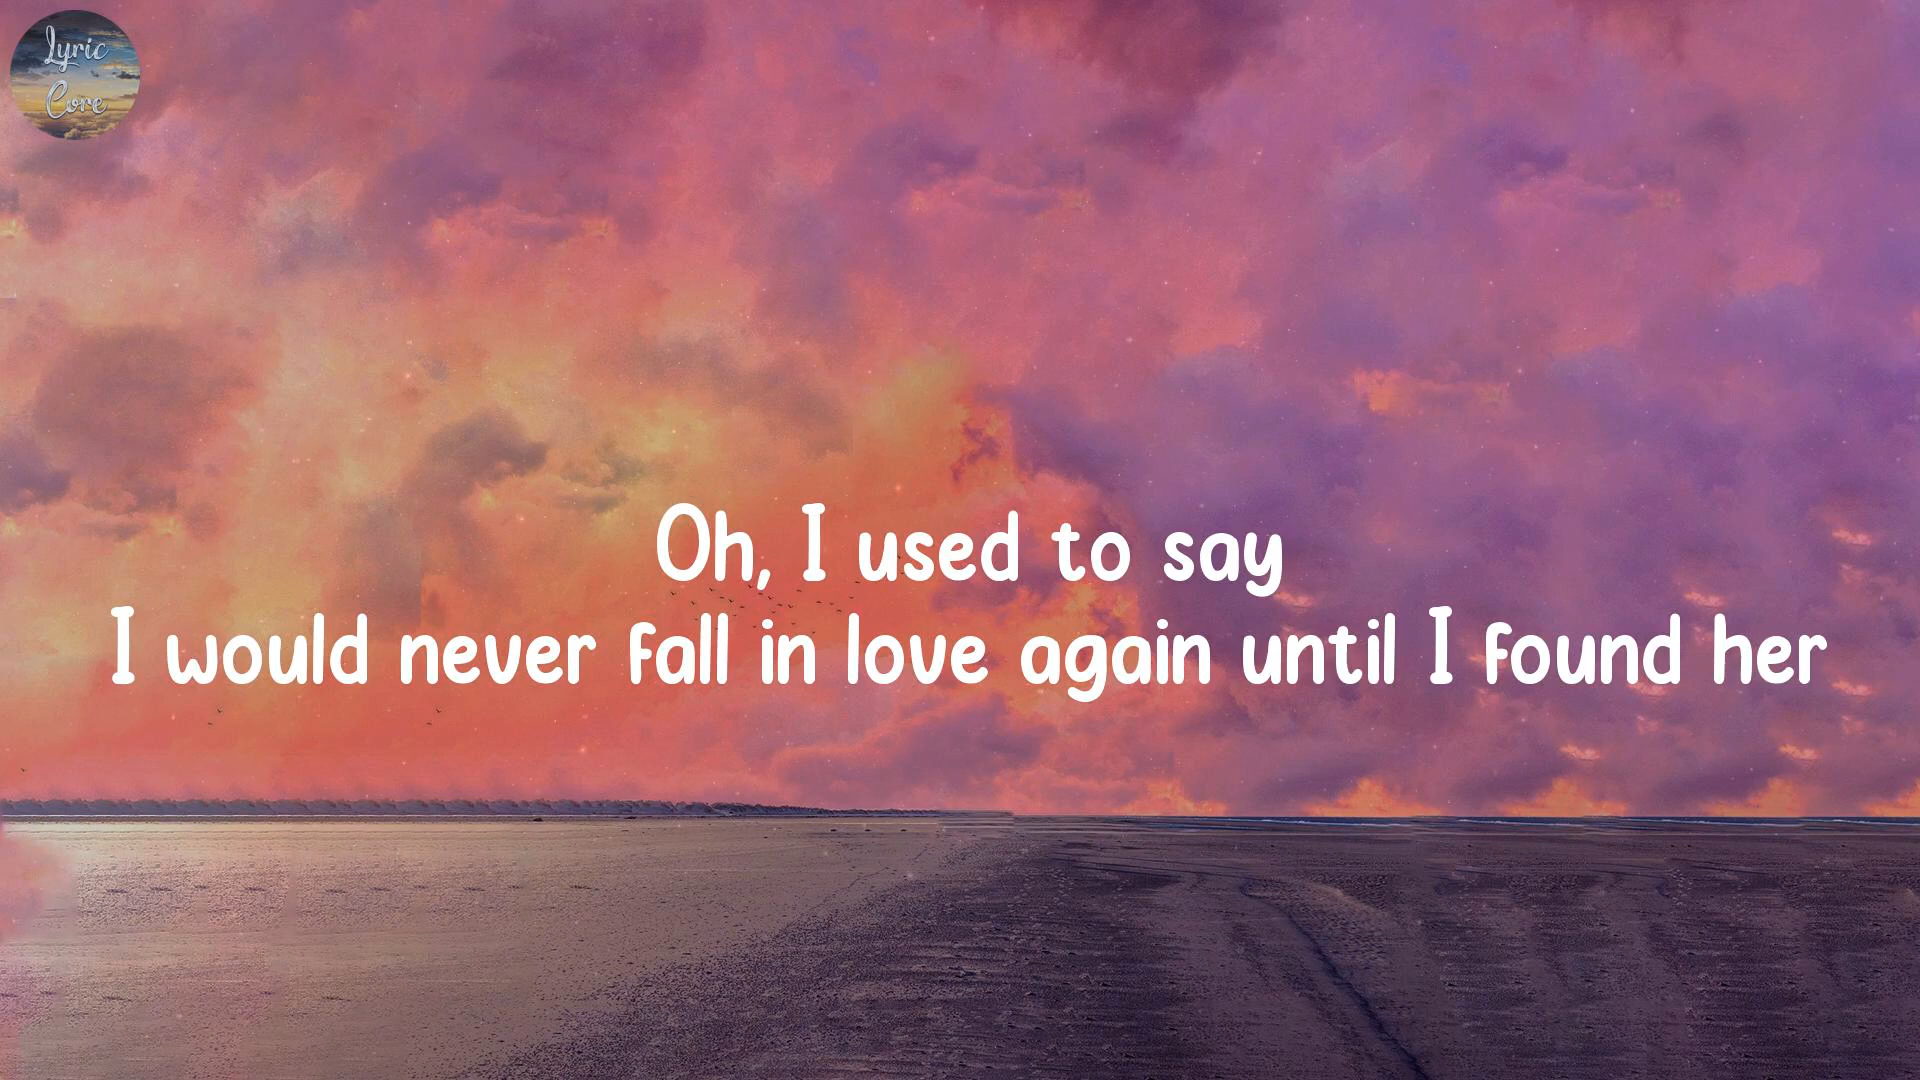 Lyric
Core
Oh, I used to say
I would never fall in love again until I found her